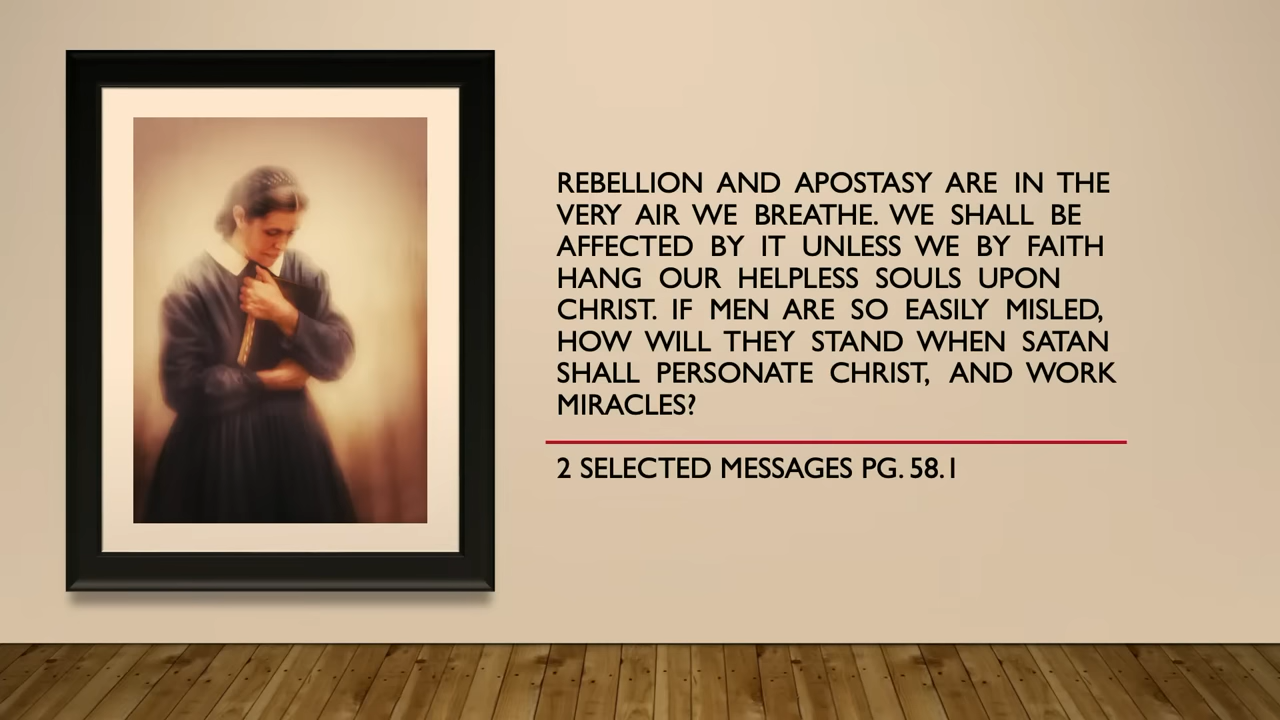 REBELLION AND APOSTASY ARE IN THE
VERY AIR WE BREATHE. WE SHALL BE
AFFECTED BY IT UNLESS WE BY FAITH
HANG OUR HELPLESS SOULS UPON
CHRIST. IF MEN ARE SO EASILY MISLED,
HOW WILL THEY STAND WHEN SATAN
SHALL PERSONATE CHRIST, AND WORK
MIRACLES?
2 SELECTED MESSAGES PG. 58.1